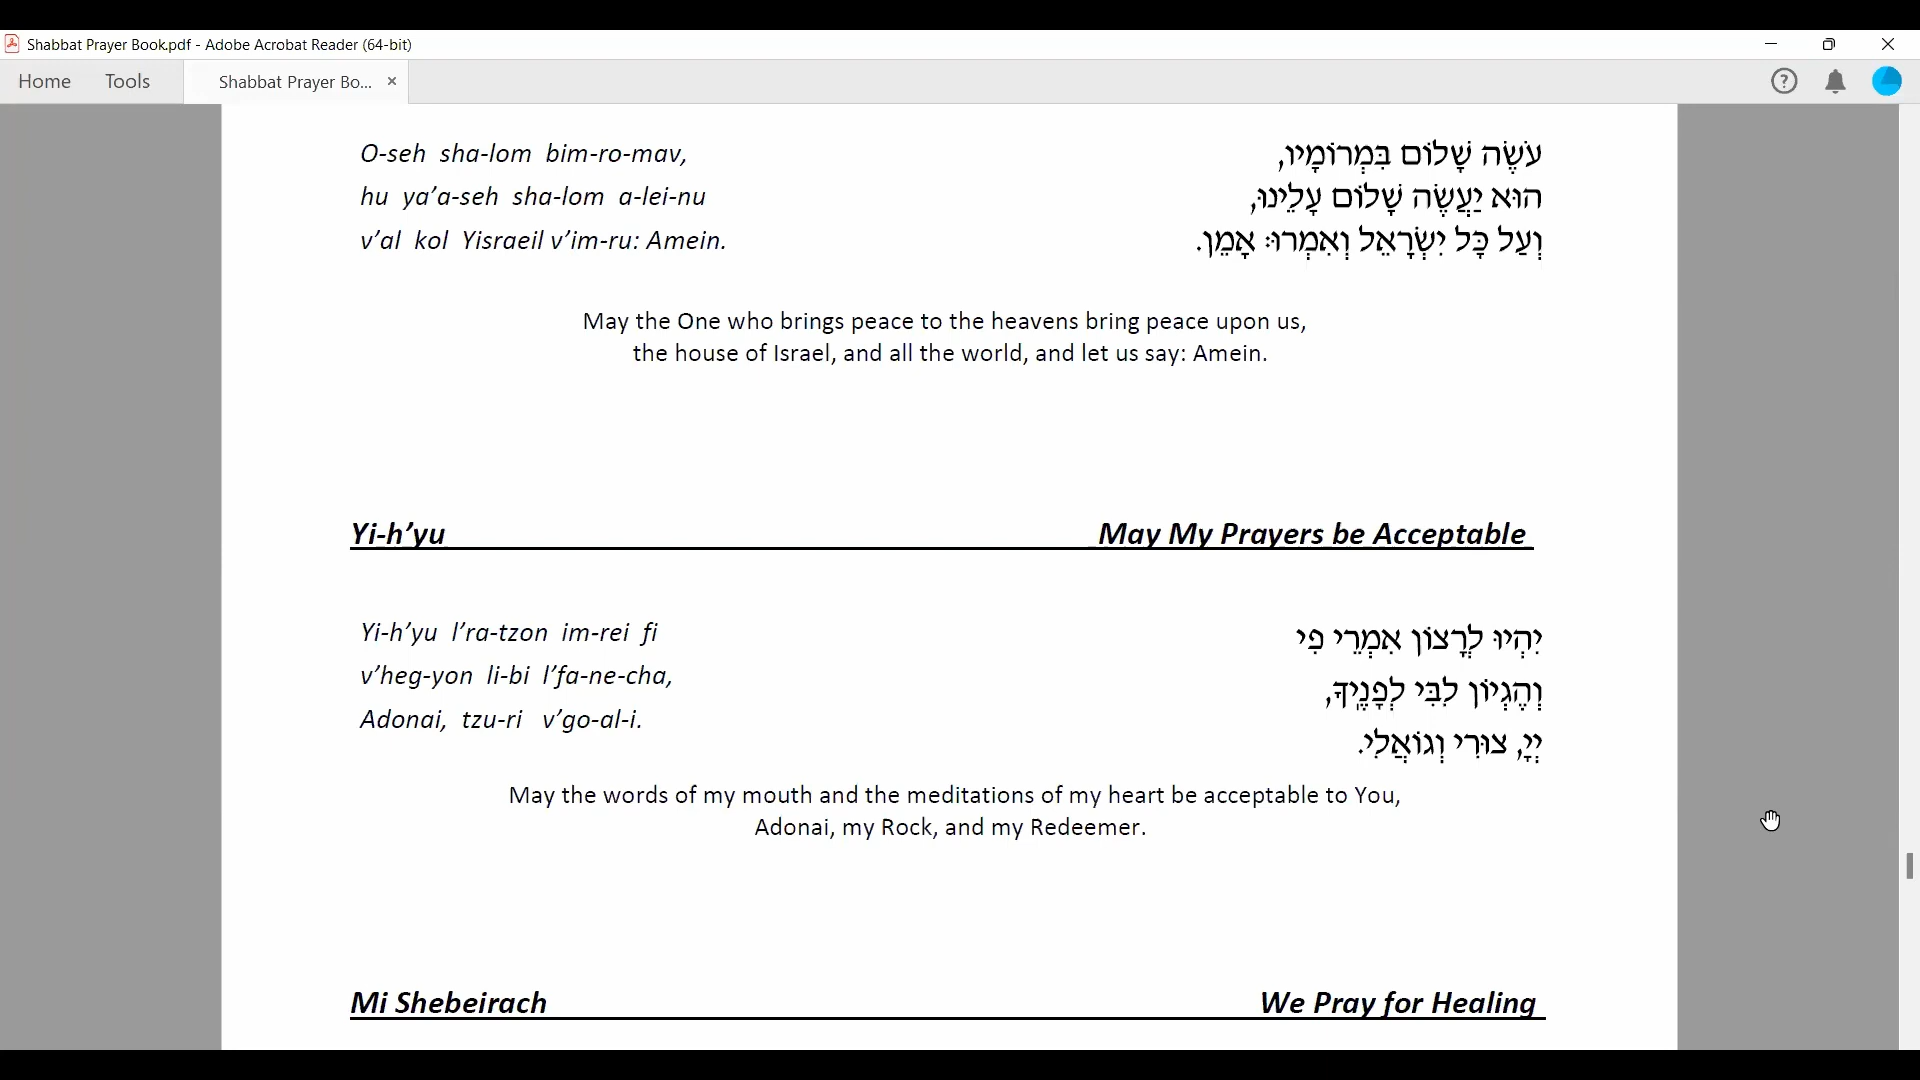 Shabbat Prayer Book.pdf - Adobe Acrobat Reader (64-bit)
Home Tools Shabbat Prayer Bo... ×
O-seh sha-lom bim-ro-mav,
עֹשֶׂה שָׁלוֹם בִּמְרוֹמָיו,
hu ya’a-seh sha-lom a-lei-nu
הוּא יַעֲשֶׂה שָׁלוֹם עָלֵינוּ,
v’al kol Yisraeil v’im-ru: Amein.
וְעַל כָּל יִשְׂרָאֵל וְאִמְרוּ: אָמֵן.
May the One who brings peace to the heavens bring peace upon us,
the house of Israel, and all the world, and let us say: Amein.
Yi-h’yu May My Prayers be Acceptable
Yi-h’yu l’ra-tzon im-rei fi
יִהְיוּ לְרָצוֹן אִמְרֵי פִי
v’heg-yon li-bi l’fa-ne-cha,
וְהֶגְיוֹן לִבִּי לְפָנֶיךָ,
Adonai, tzu-ri v’go-al-i.
יְיָ, צוּרִי וְגוֹאֲלִי.
May the words of my mouth and the meditations of my heart be acceptable to You,
Adonai, my Rock, and my Redeemer.
Mi Shebeirach We Pray for Healing